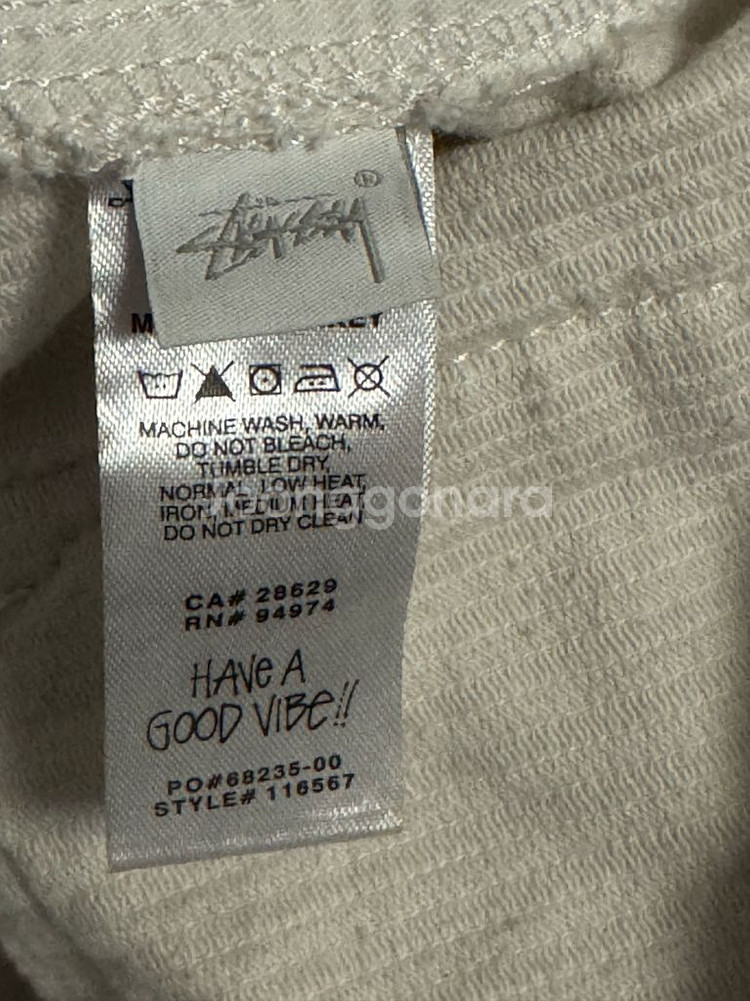 Stüssy
®
MACHINE WASH, WARM,
DO NOT BLEACH,
TUMBLE DRY,
NORMAL, LOW HEAT,
IRON, MEDIUM HEAT,
DO NOT DRY CLEAN
CA# 28629
RN# 94974
HAVE A
GOOD VIBE!!
PO#68235-00
STYLE# 116567